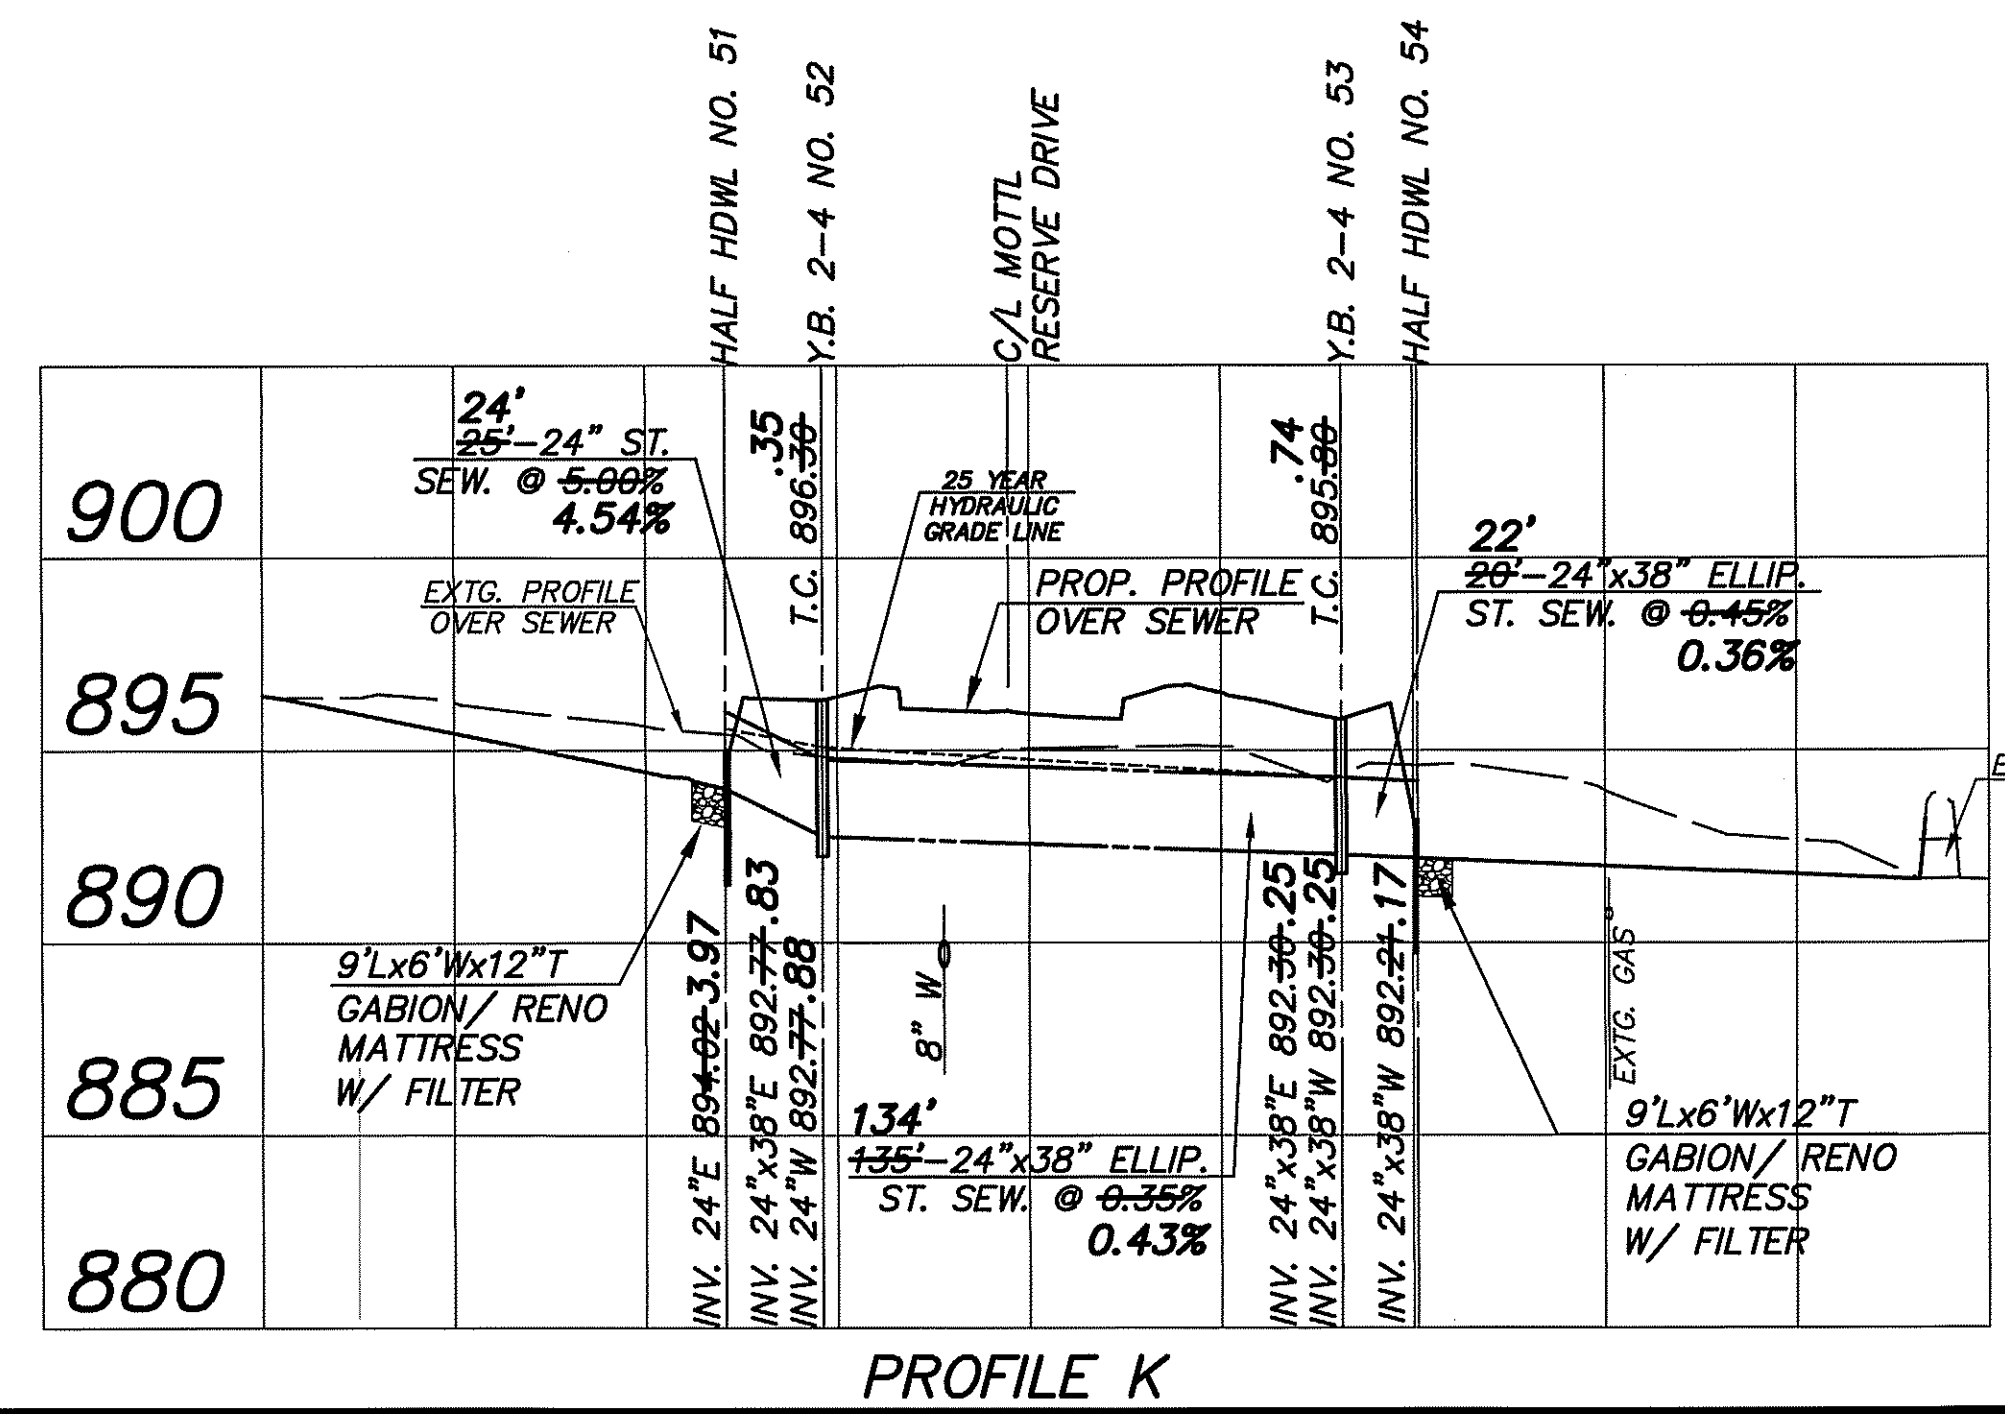 HALF HDWL NO. 51
Y.B. 2-4 NO. 52
C/L MOTTL
RESERVE DRIVE
Y.B. 2-4 NO. 53
HALF HDWL NO. 54
900
895
890
885
880
24'
25'-24" ST.
SEW. @ 5.00%
4.54%
.35
T.C. 896.30
25 YEAR
HYDRAULIC
GRADE LINE
.74
T.C. 895.80
22'
20'-24"x38" ELLIP.
ST. SEW. @ 0.45%
0.36%
EXTG. PROFILE
OVER SEWER
PROP. PROFILE
OVER SEWER
E
9'Lx6'Wx12"T
GABION/ RENO
MATTRESS
W/ FILTER
INV. 24"E 894.02 3.97
INV. 24"x38"E 892.77 .83
INV. 24"W 892.77 .88
8" W
134'
135'-24"x38" ELLIP.
ST. SEW. @ 0.35%
0.43%
INV. 24"x38"E 892.30 .25
INV. 24"x38"W 892.30 .25
INV. 24"x38"W 892.21 .17
EXTG. GAS
9'Lx6'Wx12"T
GABION/ RENO
MATTRESS
W/ FILTER
PROFILE K